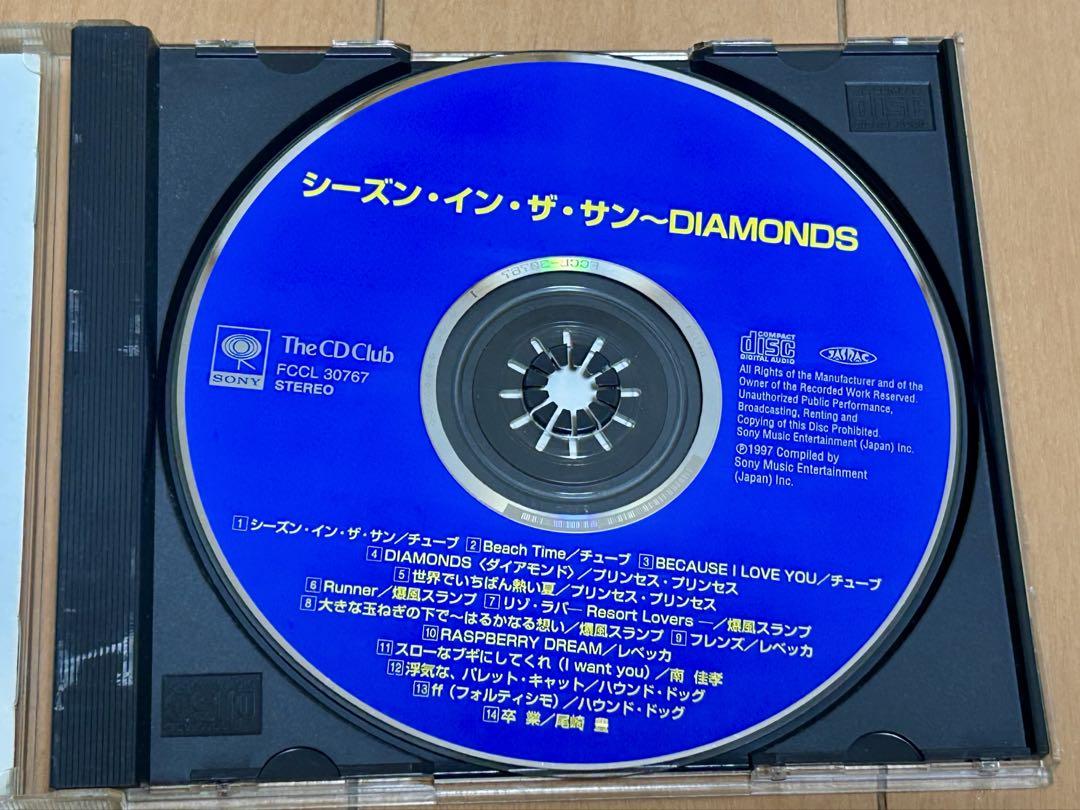 シーズン・イン・ザ・サン〜DIAMONDS
FCCL-30767
SONY
The CD Club
FCCL 30767
STEREO
COMPACT
disc
DIGITAL AUDIO
JASRAC
All Rights of the Manufacturer and of the
Owner of the Recorded Work Reserved.
Unauthorized Public Performance,
Broadcasting, Renting and
Copying of this Disc Prohibited.
Sony Music Entertainment (Japan) Inc.
℗1997 Compiled by
Sony Music Entertainment
(Japan) Inc.
1 シーズン・イン・ザ・サン/チューブ 2 Beach Time/チューブ 3 BECAUSE I LOVE YOU/チューブ
4 DIAMONDS〈ダイアモンド〉/プリンセス・プリンセス
5 世界でいちばん熱い夏/プリンセス・プリンセス
6 Runner/爆風スランプ 7 リゾ・ラバ— Resort Lovers —/爆風スランプ
8 大きな玉ねぎの下で〜はるかなる想い/爆風スランプ 9 フレンズ/レベッカ
10 RASPBERRY DREAM/レベッカ
11 スローなブギにしてくれ (I want you)/南 佳孝
12 浮気な、パレット・キャット/ハウンド・ドッグ
13 ff (フォルティシモ)/ハウンド・ドッグ
14 卒 業/尾崎 豊